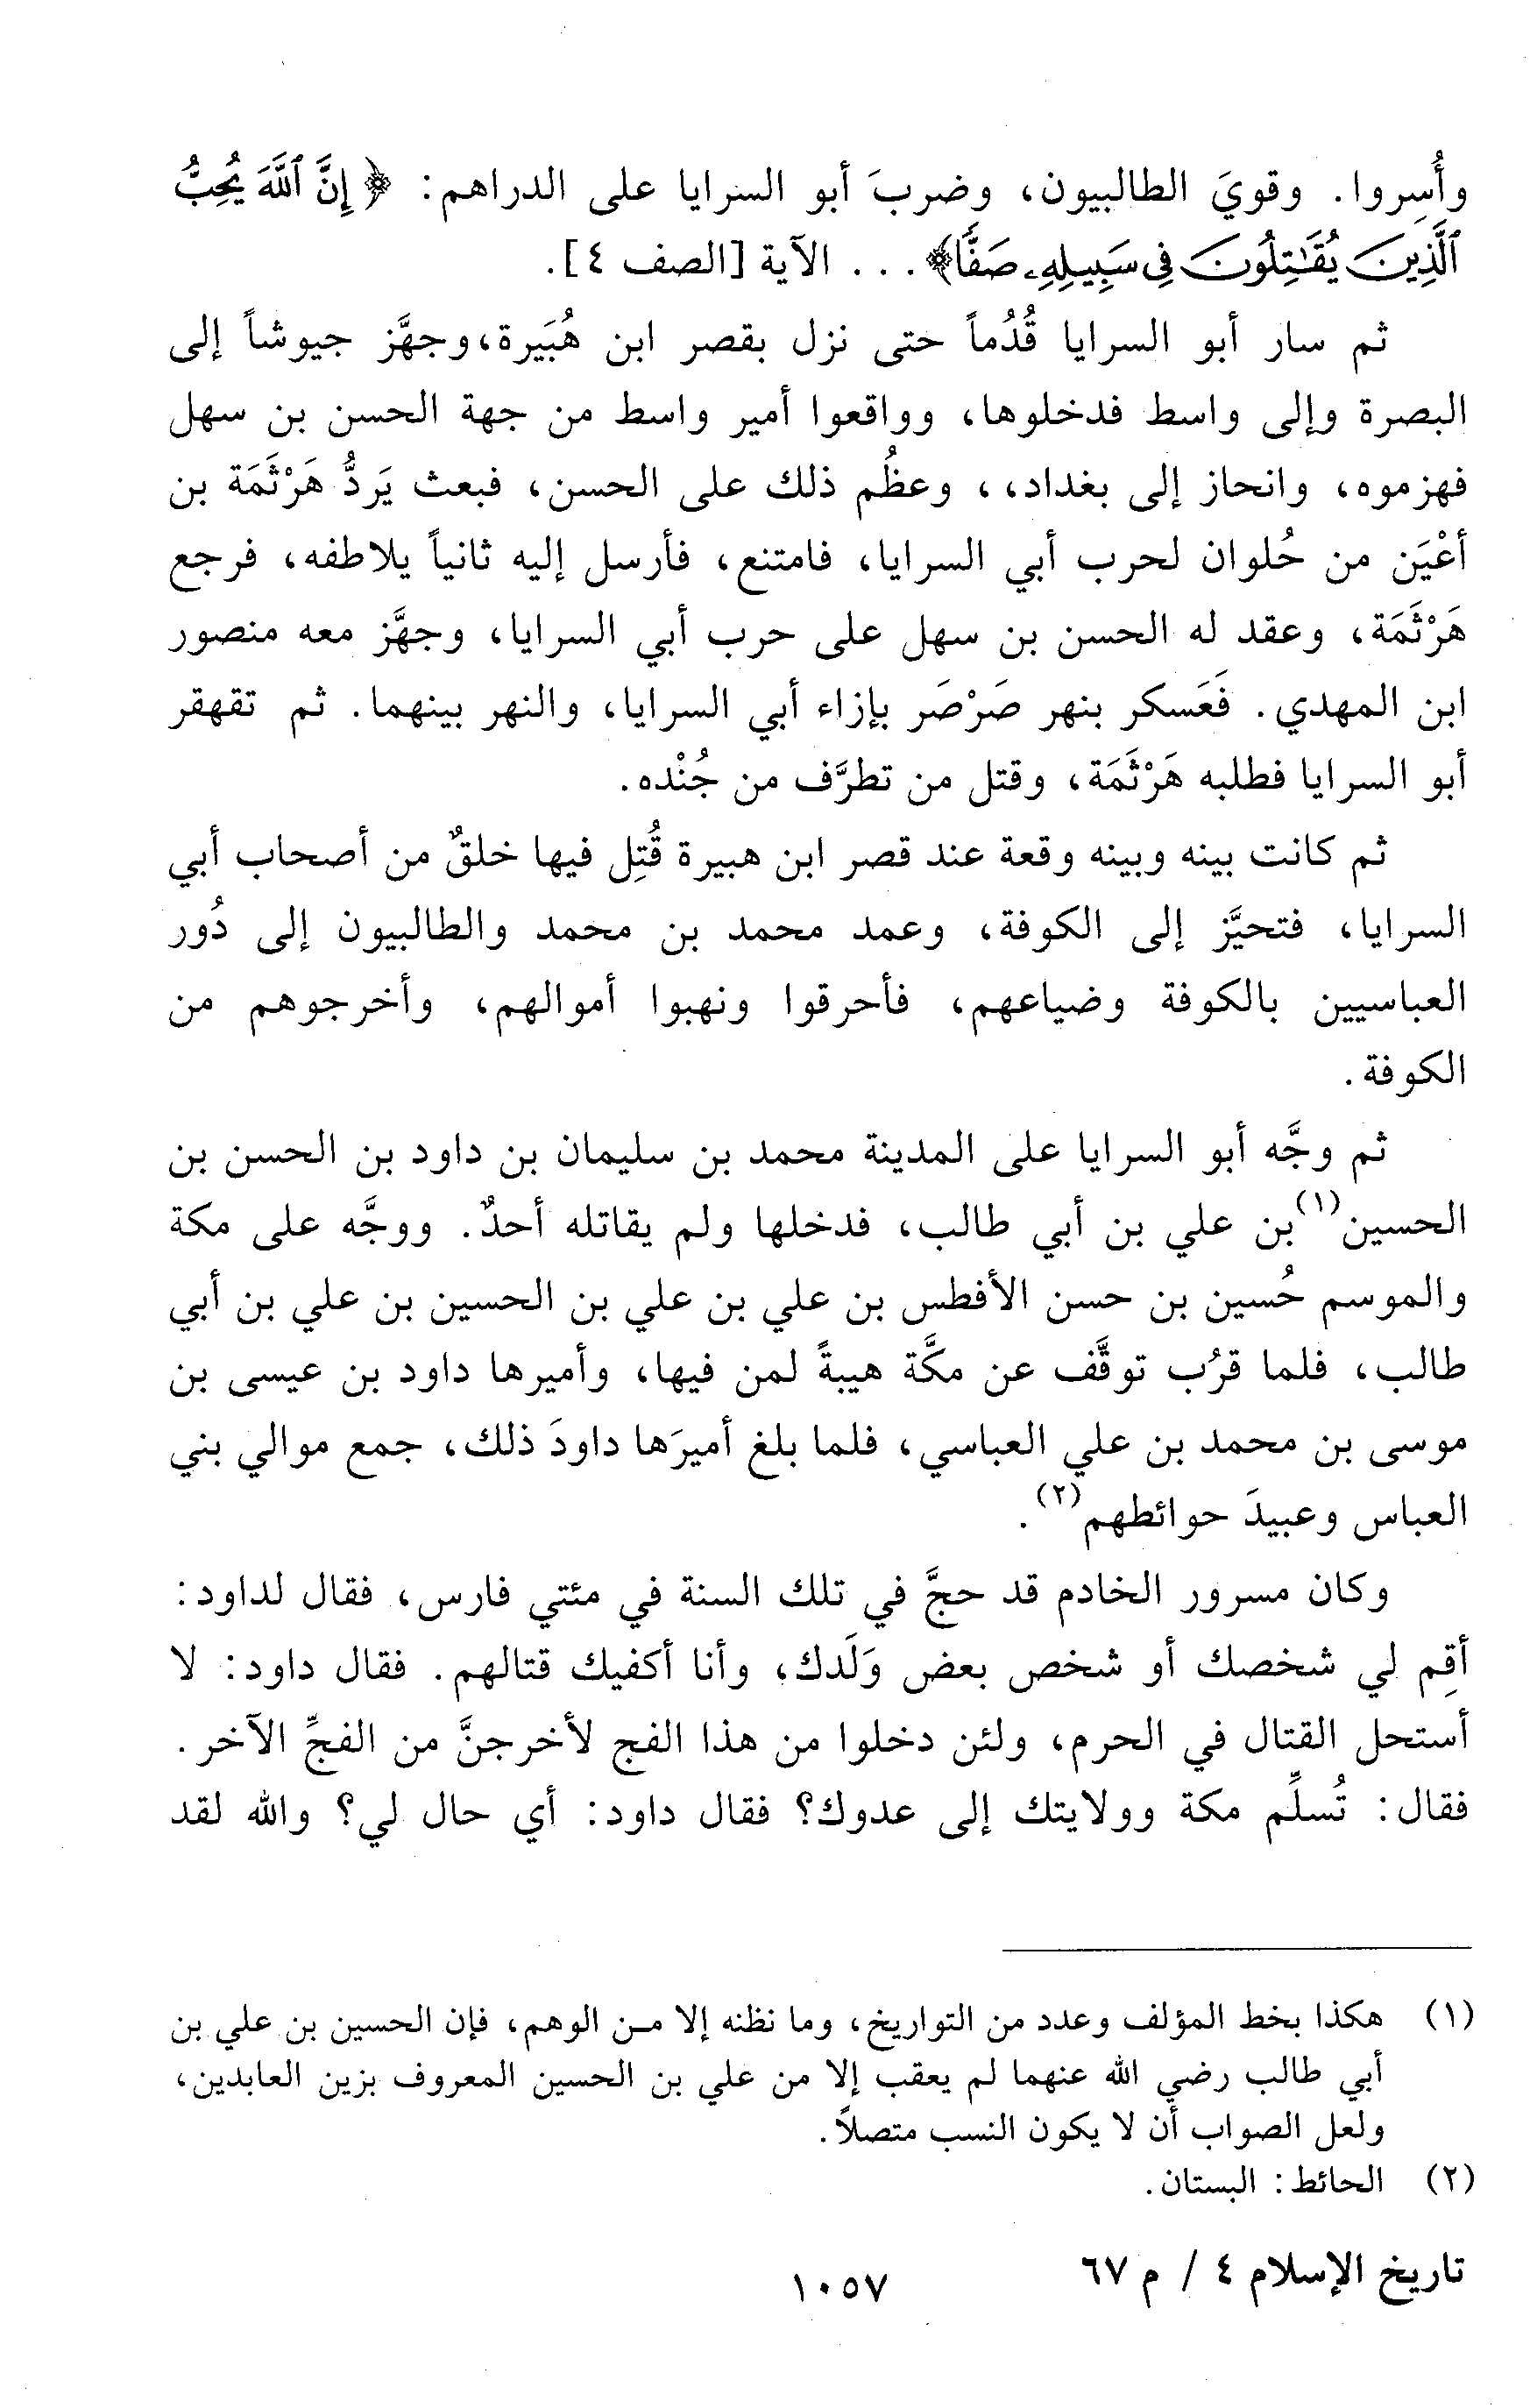 وأُسِروا. وقويَ الطالبيون، وضربَ أبو السرايا على الدراهم: ﴿إِنَّ ٱللَّهَ يُحِبُّ
ٱلَّذِينَ يُقَٰتِلُونَ فِى سَبِيلِهِۦ صَفًّا﴾... الآية [الصف ٤].
ثم سار أبو السرايا قُدُماً حتى نزل بقصر ابن هُبَيرة، وجهَّز جيوشاً إلى
البصرة وإلى واسط فدخلوها، وواقعوا أمير واسط من جهة الحسن بن سهل
فهزموه، وانحاز إلى بغداد،، وعظُم ذلك على الحسن، فبعث يَردُّ هَرْثَمَة بن
أعْيَن من حُلوان لحرب أبي السرايا، فامتنع، فأرسل إليه ثانياً يلاطفه، فرجع
هَرْثَمَة، وعقد له الحسن بن سهل على حرب أبي السرايا، وجهَّز معه منصور
ابن المهدي. فَعَسكر بنهر صَرْصَر بإزاء أبي السرايا، والنهر بينهما. ثم تقهقر
أبو السرايا فطلبه هَرْثَمَة، وقتل من تطرَّف من جُنْده.
ثم كانت بينه وبينه وقعة عند قصر ابن هبيرة قُتِل فيها خلقٌ من أصحاب أبي
السرايا، فتحيَّز إلى الكوفة، وعمد محمد بن محمد والطالبيون إلى دُور
العباسيين بالكوفة وضياعهم، فأحرقوا ونهبوا أموالهم، وأخرجوهم من
الكوفة.
ثم وجَّه أبو السرايا على المدينة محمد بن سليمان بن داود بن الحسن بن
الحسين(١) بن علي بن أبي طالب، فدخلها ولم يقاتله أحدٌ. ووجَّه على مكة
والموسم حُسين بن حسن الأفطس بن علي بن علي بن الحسين بن علي بن أبي
طالب، فلما قرُب توقَّف عن مكَّة هيبةً لمن فيها، وأميرها داود بن عيسى بن
موسى بن محمد بن علي العباسي، فلما بلغ أميرَها داودَ ذلك، جمع موالي بني
العباس وعبيدَ حوائطهم(٢).
وكان مسرور الخادم قد حجَّ في تلك السنة في مئتي فارس، فقال لداود:
أقِم لي شخصك أو شخص بعض وَلَدك، وأنا أكفيك قتالهم. فقال داود: لا
أستحل القتال في الحرم، ولئن دخلوا من هذا الفج لأخرجنَّ من الفجِّ الآخر.
فقال: تُسلِّم مكة وولايتك إلى عدوك؟ فقال داود: أي حال لي؟ والله لقد
(١) هكذا بخط المؤلف وعدد من التواريخ، وما نظنه إلا مـن الوهم، فإن الحسين بن علي بن
أبي طالب رضي الله عنهما لم يعقب إلا من علي بن الحسين المعروف بزين العابدين،
ولعل الصواب أن لا يكون النسب متصلاً.
(٢) الحائط: البستان.
تاريخ الإسلام ٤ / م ٦٧
١٠٥٧